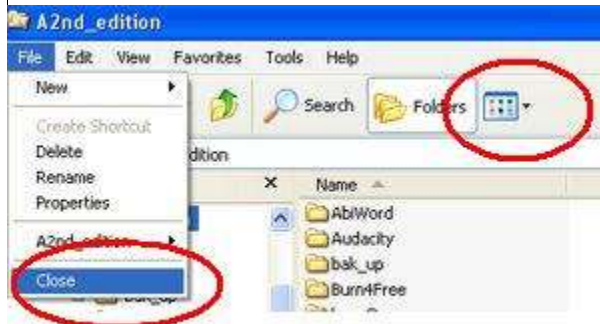 A2nd_edition
File Edit View Favorites Tools Help
New
Search Folders
Create Shortcut
Delete
dition
Rename
Properties
Name
AbiWord
A2nd_edition
Audacity
bak_up
Close
Burn4Free